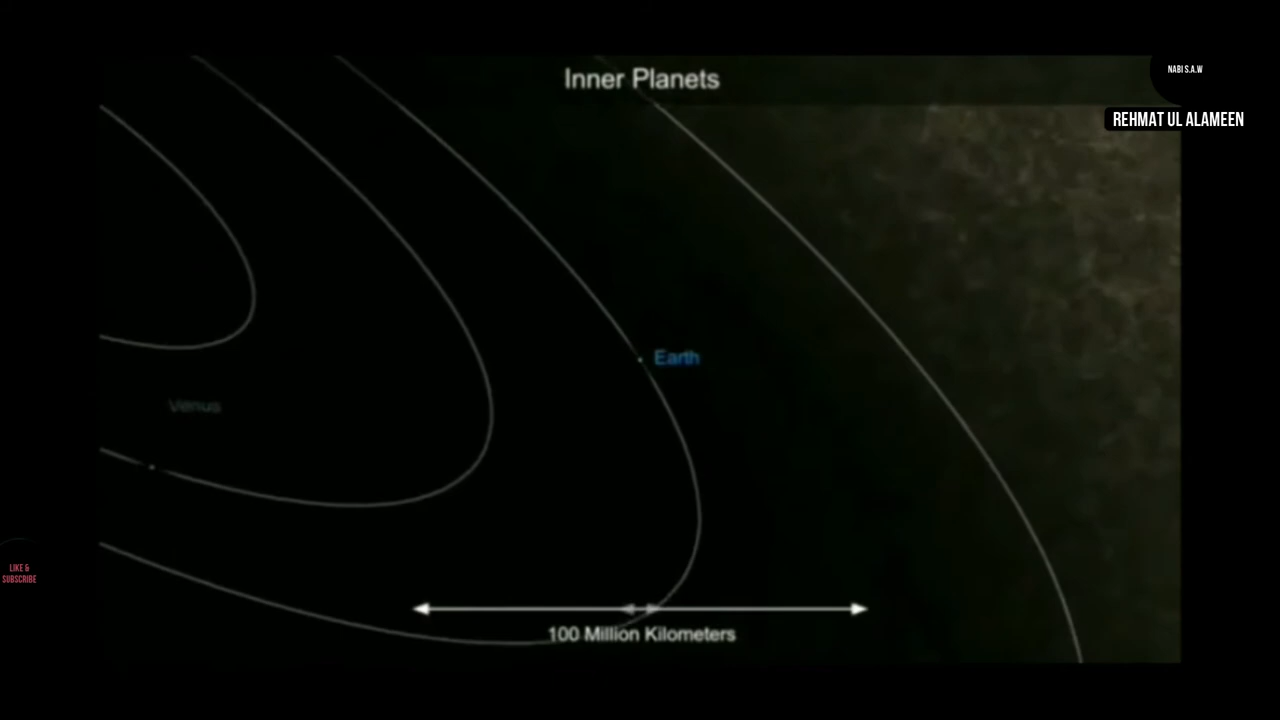 Inner Planets
NABI S.A.W
REHMAT UL ALAMEEN
Earth
Venus
LIKE &
SUBSCRIBE
100 Million Kilometers